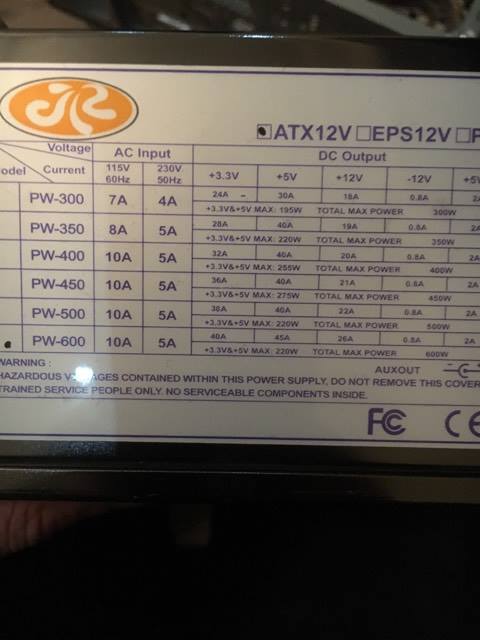 ATX12V EPS12V
Voltage AC Input DC Output
Current 115V 60Hz 230V 50Hz +3.3V +5V +12V -12V
PW-300 7A 4A 24A 30A 18A 0.8A 2A
+3.3V&+5V MAX: 195W TOTAL MAX POWER 300W
PW-350 8A 5A 28A 40A 19A 0.8A 2A
+3.3V&+5V MAX: 220W TOTAL MAX POWER 350W
PW-400 10A 5A 32A 40A 20A 0.8A 2A
+3.3V&+5V MAX: 255W TOTAL MAX POWER 400W
PW-450 10A 5A 36A 40A 21A 0.8A 2A
+3.3V&+5V MAX: 275W TOTAL MAX POWER 450W
PW-500 10A 5A 38A 40A 22A 0.8A 2A
+3.3V&+5V MAX: 220W TOTAL MAX POWER 500W
PW-600 10A 5A 40A 45A 26A 0.8A 2A
+3.3V&+5V MAX: 220W TOTAL MAX POWER 600W
WARNING : AUXOUT
HAZARDOUS VOLTAGES CONTAINED WITHIN THIS POWER SUPPLY, DO NOT REMOVE THIS COVER
TRAINED SERVICE PEOPLE ONLY. NO SERVICEABLE COMPONENTS INSIDE.
FC CE